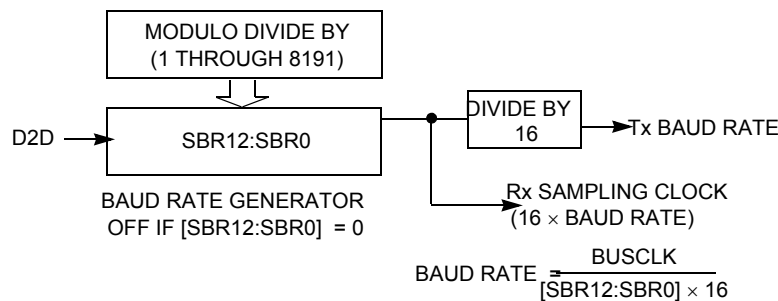 MODULO DIVIDE BY
(1 THROUGH 8191)
D2D
SBR12:SBR0
DIVIDE BY
16
Tx BAUD RATE
BAUD RATE GENERATOR
OFF IF [SBR12:SBR0] = 0
Rx SAMPLING CLOCK
(16 × BAUD RATE)
BAUD RATE =
BUSCLK
[SBR12:SBR0] × 16